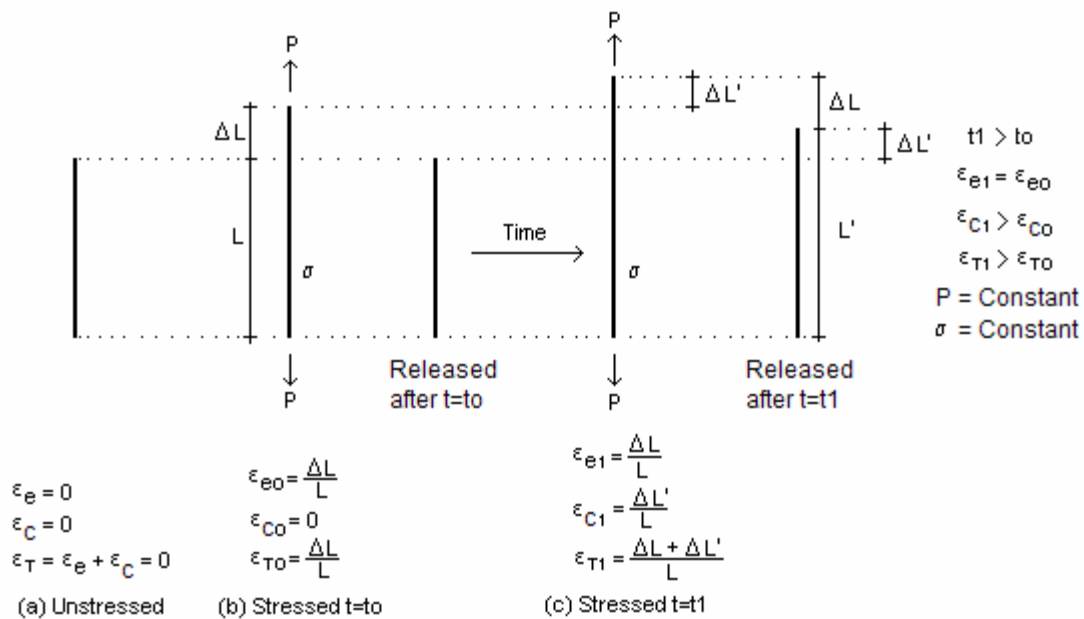 P
P
ΔL'
ΔL
ΔL
ΔL'
t1 > to
εe1 = εeo
L
Time
L'
εC1 > εCo
σ
σ
εT1 > εTo
P = Constant
σ = Constant
Released
after t=to
Released
after t=t1
P
P
εe = 0
εC = 0
εT = εe + εC = 0
(a) Unstressed
εeo = ΔL/L
εCo = 0
εTo = ΔL/L
(b) Stressed t=to
εe1 = ΔL/L
εC1 = ΔL'/L
εT1 = ΔL + ΔL'/L
(c) Stressed t=t1